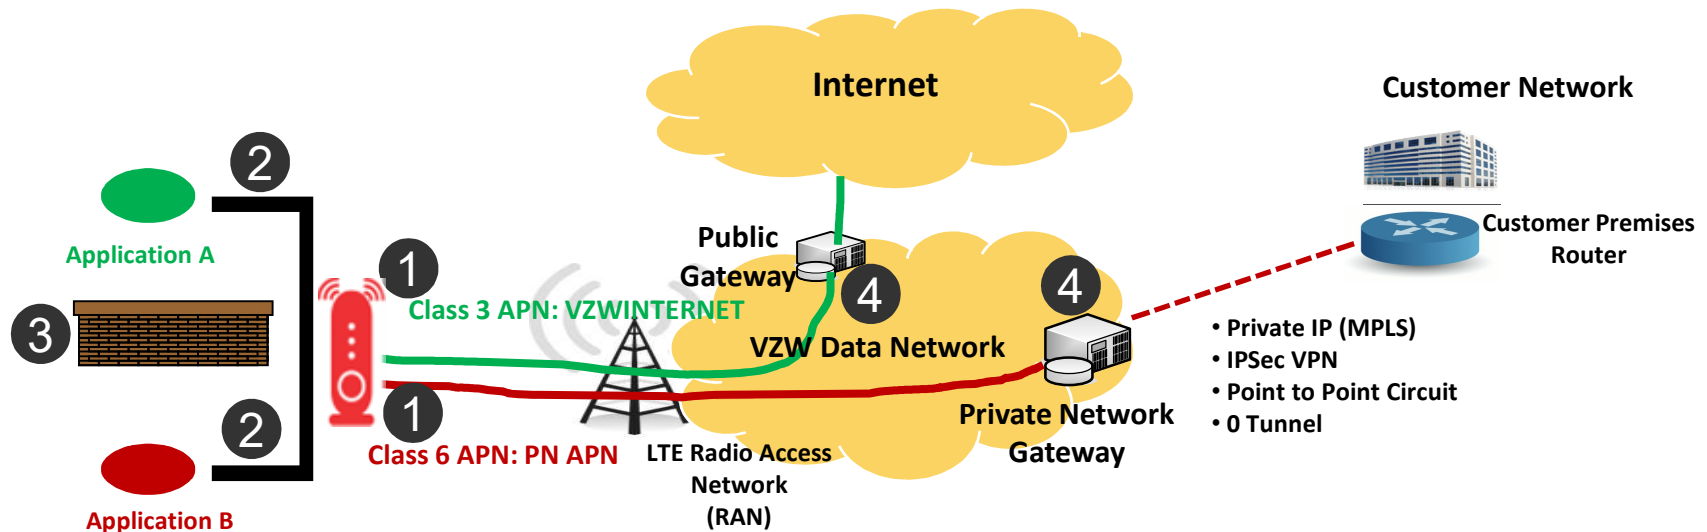 Internet
Customer Network
2
Application A
1
Public
Gateway
Customer Premises
Router
4
4
Class 3 APN: VZWINTERNET
3
VZW Data Network
• Private IP (MPLS)
• IPSec VPN
• Point to Point Circuit
• 0 Tunnel
1
2
Private Network
Gateway
Class 6 APN: PN APN
LTE Radio Access
Network
(RAN)
Application B